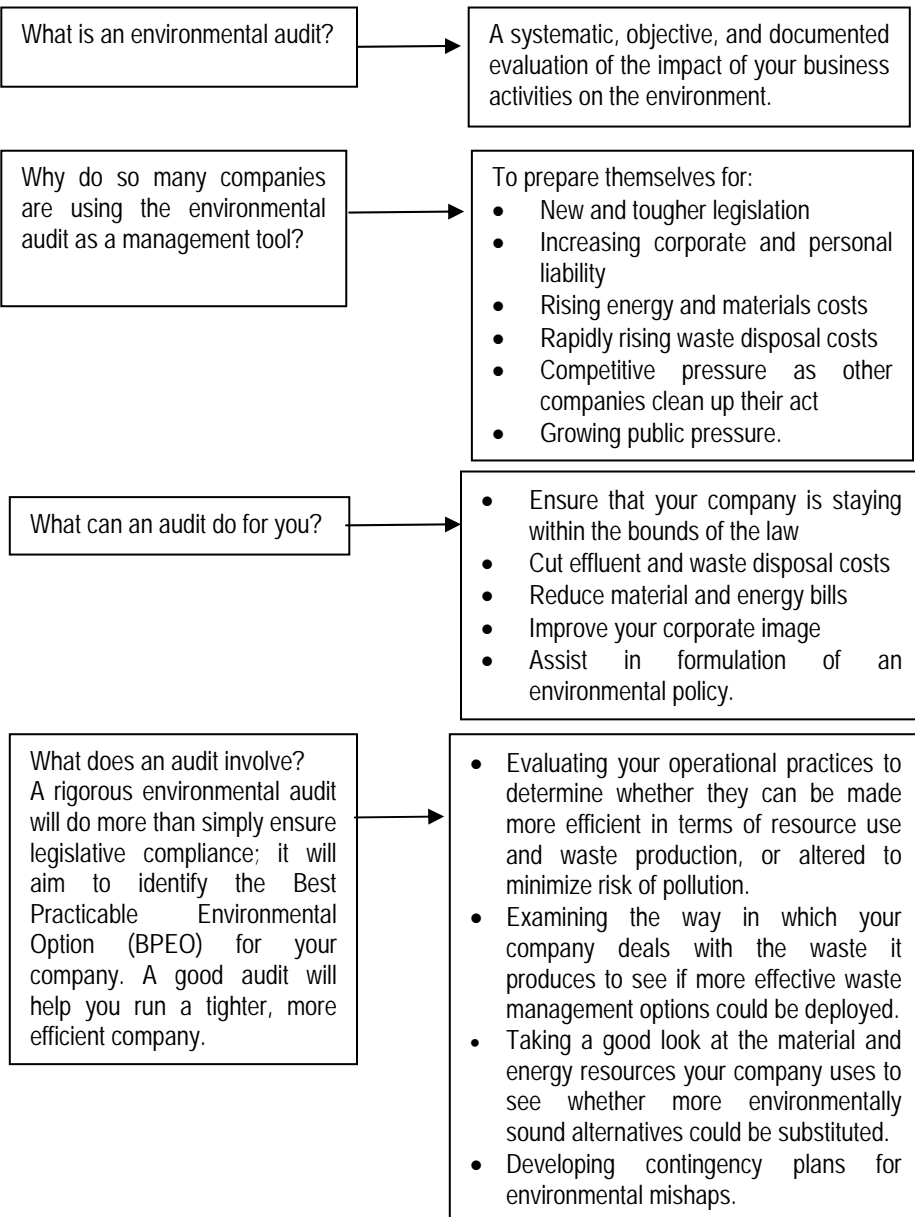 What is an environmental audit?
A systematic, objective, and documented
evaluation of the impact of your business
activities on the environment.
Why do so many companies
are using the environmental
audit as a management tool?
To prepare themselves for:
• New and tougher legislation
• Increasing corporate and personal
liability
• Rising energy and materials costs
• Rapidly rising waste disposal costs
• Competitive pressure as other
companies clean up their act
• Growing public pressure.
What can an audit do for you?
• Ensure that your company is staying
within the bounds of the law
• Cut effluent and waste disposal costs
• Reduce material and energy bills
• Improve your corporate image
• Assist in formulation of an
environmental policy.
What does an audit involve?
A rigorous environmental audit
will do more than simply ensure
legislative compliance; it will
aim to identify the Best
Practicable Environmental
Option (BPEO) for your
company. A good audit will
help you run a tighter, more
efficient company.
• Evaluating your operational practices to
determine whether they can be made
more efficient in terms of resource use
and waste production, or altered to
minimize risk of pollution.
• Examining the way in which your
company deals with the waste it
produces to see if more effective waste
management options could be deployed.
• Taking a good look at the material and
energy resources your company uses to
see whether more environmentally
sound alternatives could be substituted.
• Developing contingency plans for
environmental mishaps.